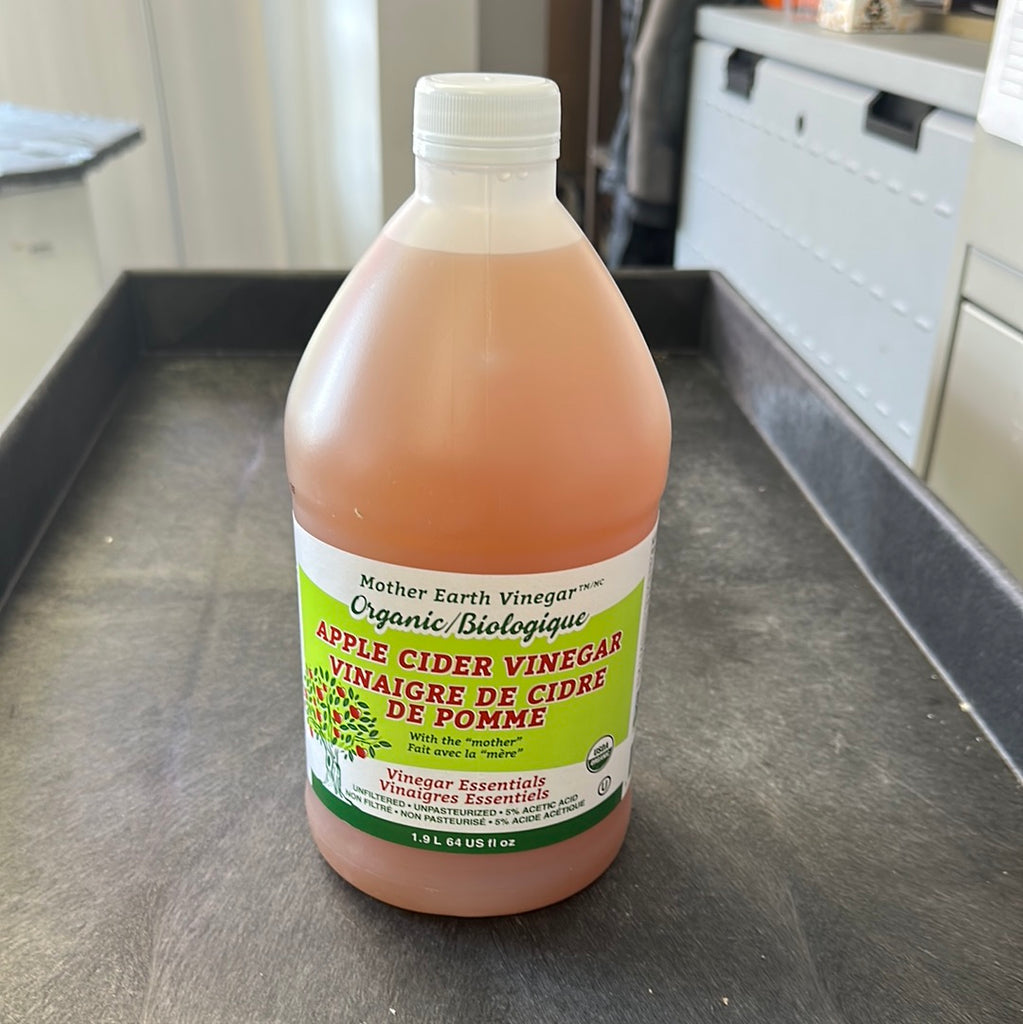 Mother Earth Vinegar™/MC
Organic/Biologique
APPLE CIDER VINEGAR
VINAIGRE DE CIDRE
DE POMME
With the "mother"
Fait avec la "mère"
USDA
ORGANIC
Vinegar Essentials
Vinaigres Essentiels
U
UNFILTERED • UNPASTEURIZED • 5% ACETIC ACID
NON FILTRÉ • NON PASTEURISÉ • 5% ACIDE ACÉTIQUE
1.9 L 64 US fl oz